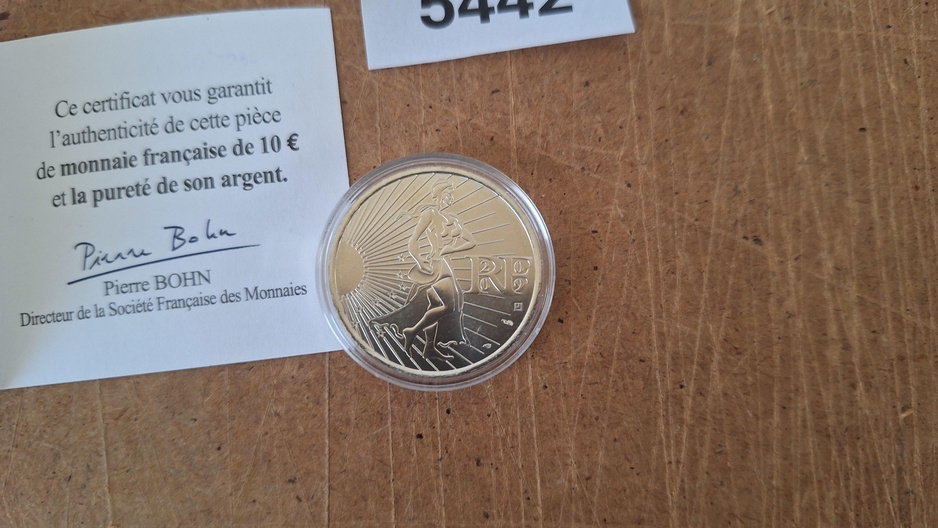 Ce certificat vous garantit
l'authenticité de cette pièce
de monnaie française de 10 €
et la pureté de son argent.
Pierre Bohn
Pierre BOHN
Directeur de la Société Française des Monnaies
5442
RF